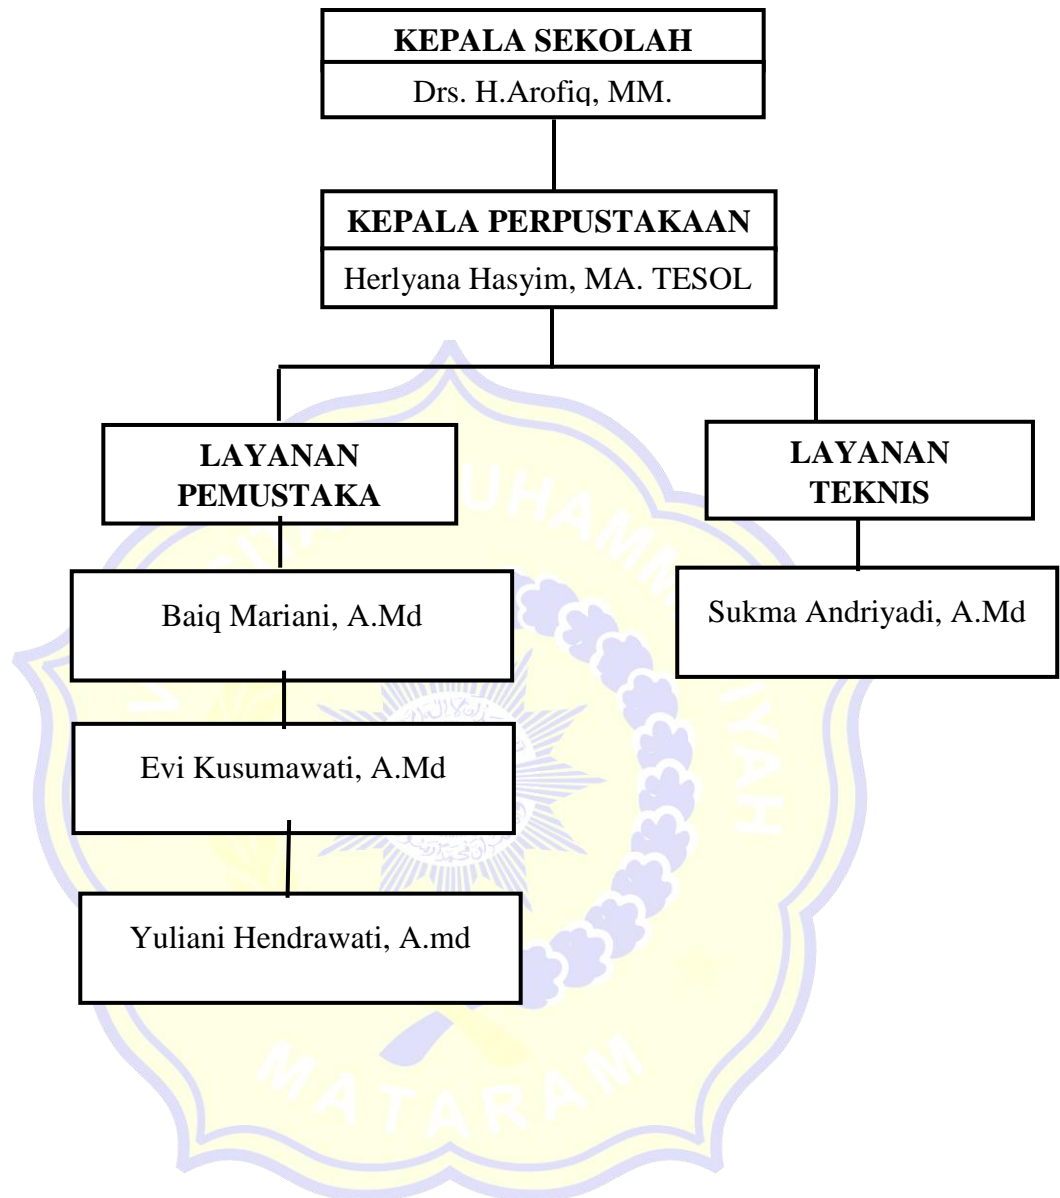 KEPALA SEKOLAH
Drs. H.Arofiq, MM.
KEPALA PERPUSTAKAAN
Herlyana Hasyim, MA. TESOL
LAYANAN
PEMUSTAKA
LAYANAN
TEKNIS
Baiq Mariani, A.Md
Sukma Andriyadi, A.Md
Evi Kusumawati, A.Md
Yuliani Hendrawati, A.md
MATARAM